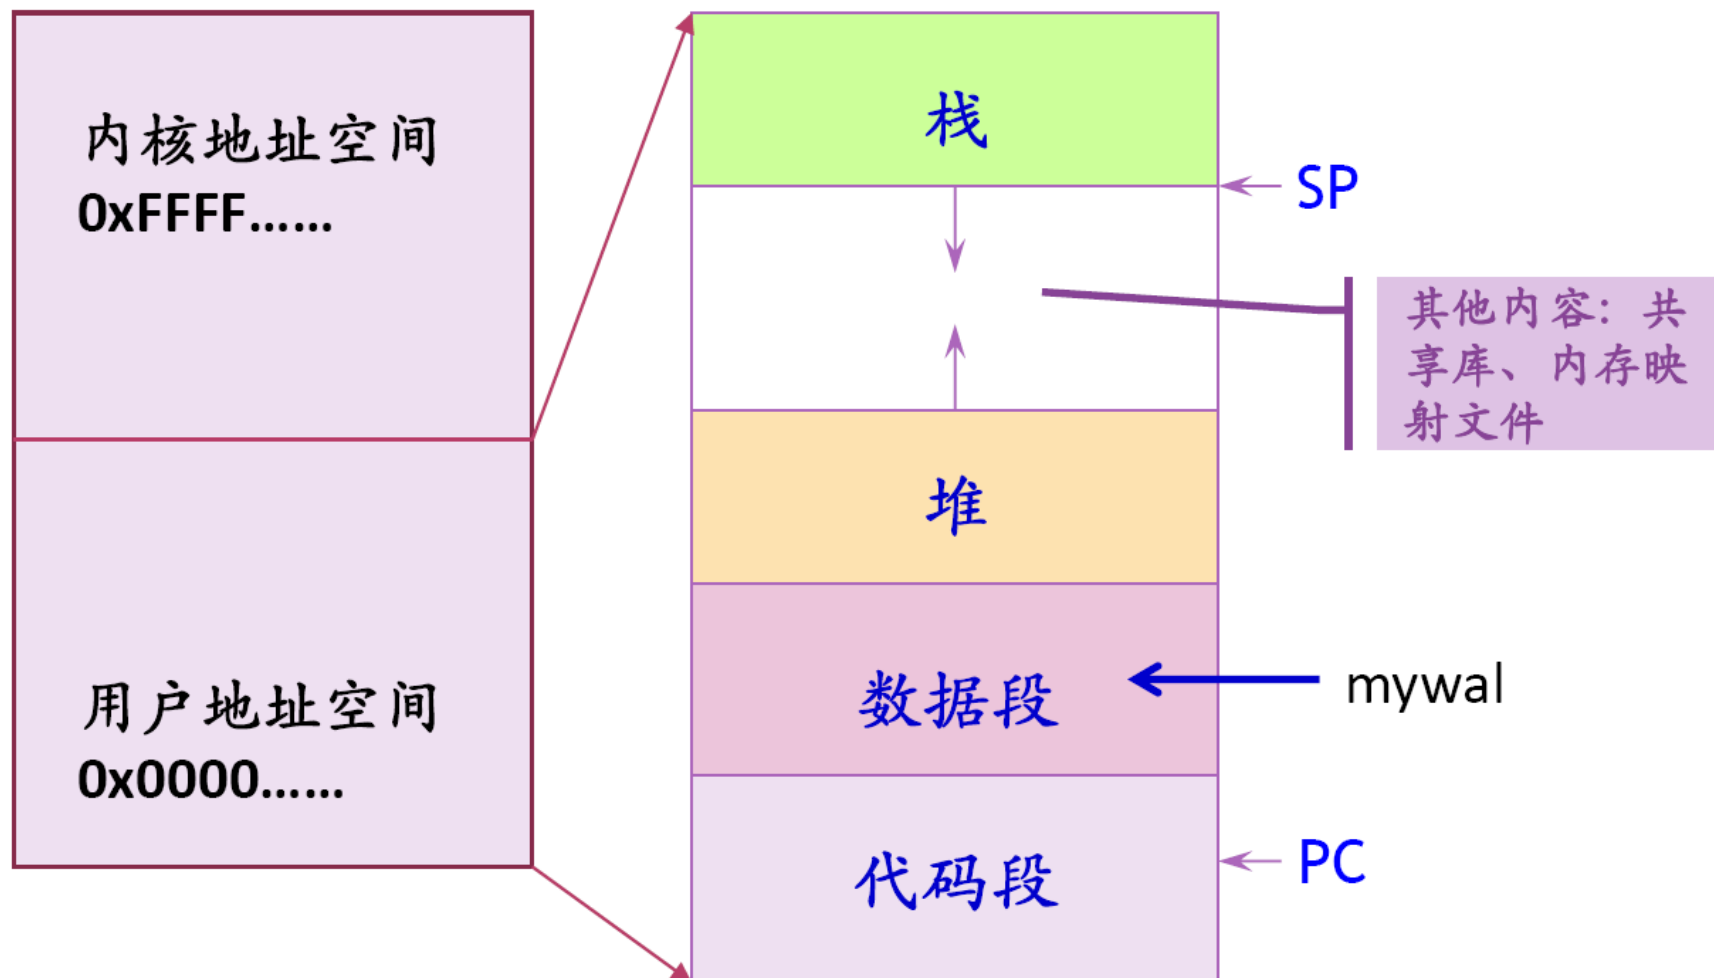 内核地址空间
0xFFFF……
用户地址空间
0x0000……
栈
SP
其他内容：共
享库、内存映
射文件
堆
数据段
mywal
代码段
PC